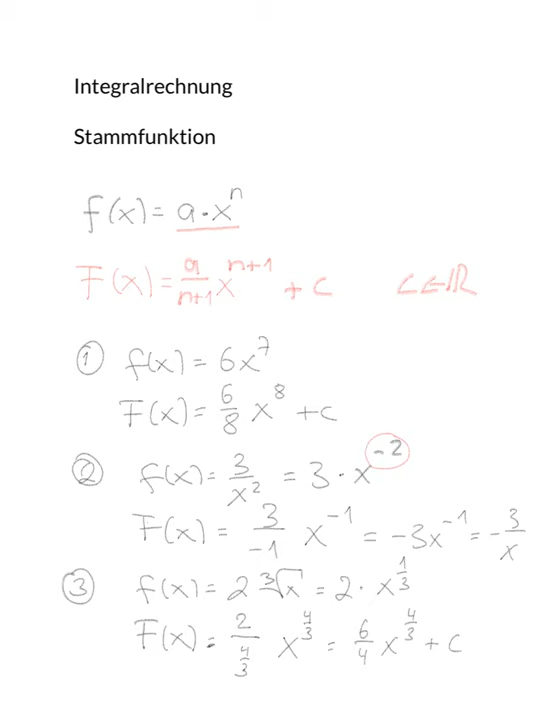 Integralrechnung
Stammfunktion
f(x) = a · x^n
F(x) = a/(n+1) x^(n+1) + c   c ∈ ℝ
① f(x) = 6x^7
F(x) = 6/8 x^8 + c
② f(x) = 3/x^2 = 3 · x^(-2)
F(x) = 3/(-1) x^(-1) = -3x^(-1) = -3/x
③ f(x) = 2 ∛x = 2 · x^(1/3)
F(x) = 2/(4/3) x^(4/3) = 6/4 x^(4/3) + c